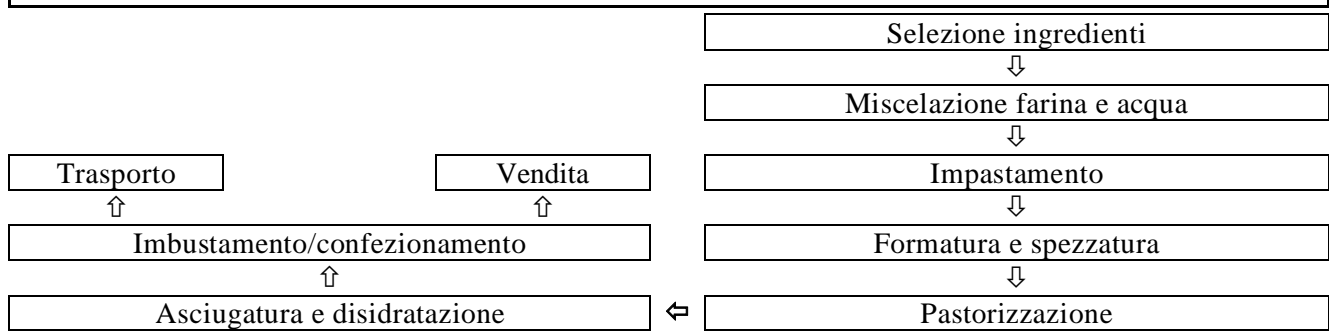 Selezione ingredienti
⇩
Miscelazione farina e acqua
⇩
Trasporto Vendita Impastamento
⇧ ⇧ ⇩
Imbustamento/confezionamento Formatura e spezzatura
⇧ ⇩
Asciugatura e disidratazione ⇦ Pastorizzazione